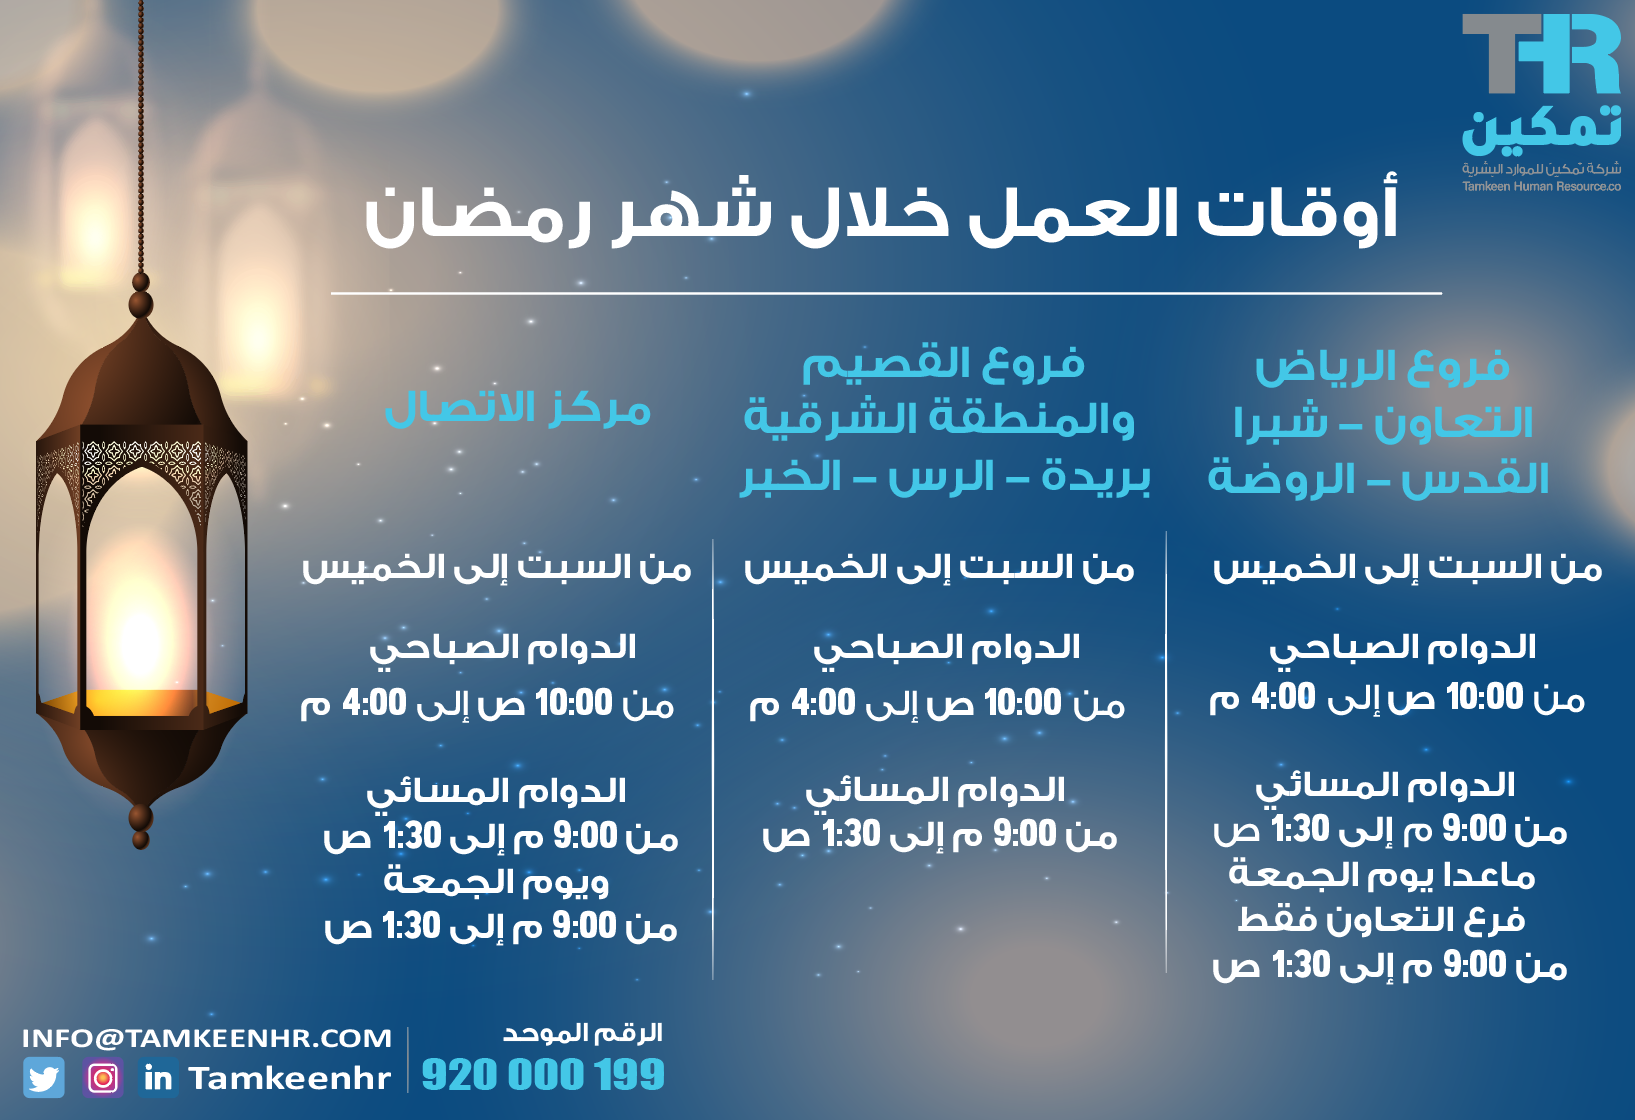 THR
تمكين
شركة تمكين للموارد البشرية
Tamkeen Human Resource.co
أوقات العمل خلال شهر رمضان
فروع الرياض
التعاون – شبرا
القدس – الروضة
من السبت إلى الخميس
الدوام الصباحي
من 10:00 ص إلى 4:00 م
الدوام المسائي
من 9:00 م إلى 1:30 ص
ماعدا يوم الجمعة
فرع التعاون فقط
من 9:00 م إلى 1:30 ص
فروع القصيم
والمنطقة الشرقية
بريدة – الرس – الخبر
من السبت إلى الخميس
الدوام الصباحي
من 10:00 ص إلى 4:00 م
الدوام المسائي
من 9:00 م إلى 1:30 ص
مركز الاتصال
من السبت إلى الخميس
الدوام الصباحي
من 10:00 ص إلى 4:00 م
الدوام المسائي
من 9:00 م إلى 1:30 ص
ويوم الجمعة
من 9:00 م إلى 1:30 ص
الرقم الموحد
920 000 199
INFO@TAMKEENHR.COM
in Tamkeenhr